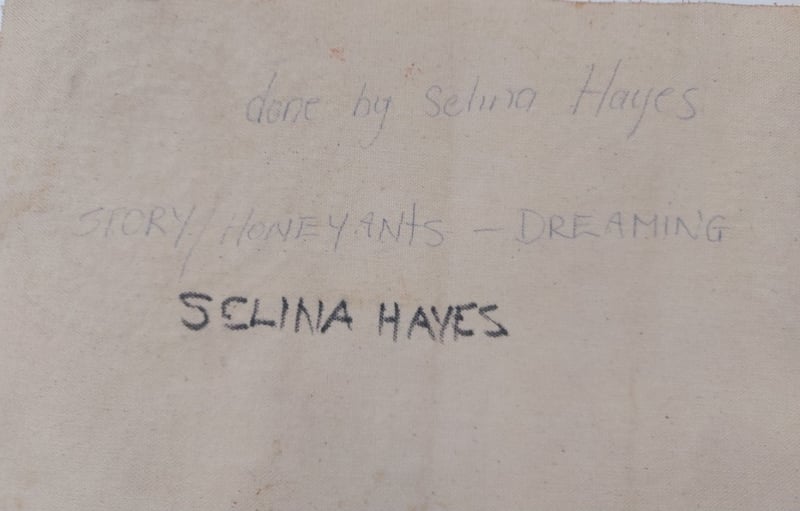 done by Selina Hayes
STORY/HONEYANTS - DREAMING
SELINA HAYES